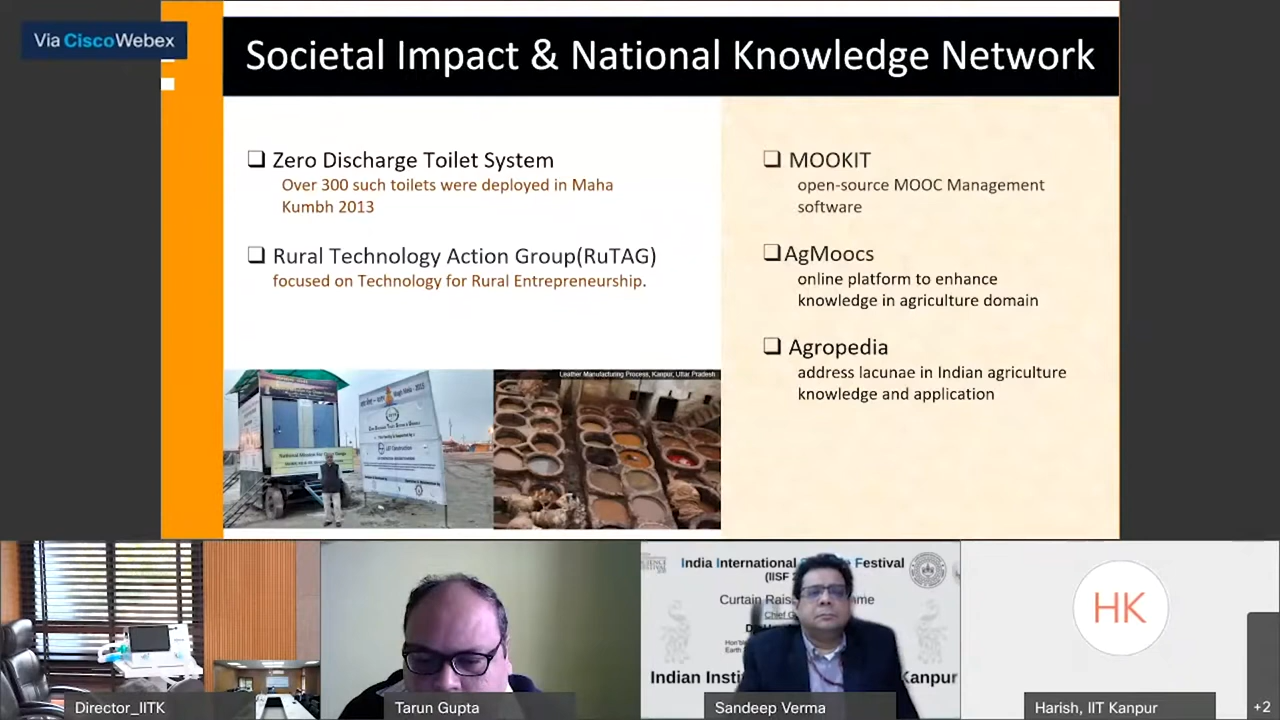 Via Cisco Webex
Societal Impact & National Knowledge Network
Zero Discharge Toilet System
Over 300 such toilets were deployed in Maha
Kumbh 2013
Rural Technology Action Group(RuTAG)
focused on Technology for Rural Entrepreneurship.
MOOKIT
open-source MOOC Management
software
AgMoocs
online platform to enhance
knowledge in agriculture domain
Agropedia
address lacunae in Indian agriculture
knowledge and application
Leather Manufacturing Process, Kanpur, Uttar Pradesh
Director_IITK
Tarun Gupta
India International Festival
(IISF
Curtain Rais
Indian Insti Kanpur
Sandeep Verma
HK
Harish, IIT Kanpur
+2